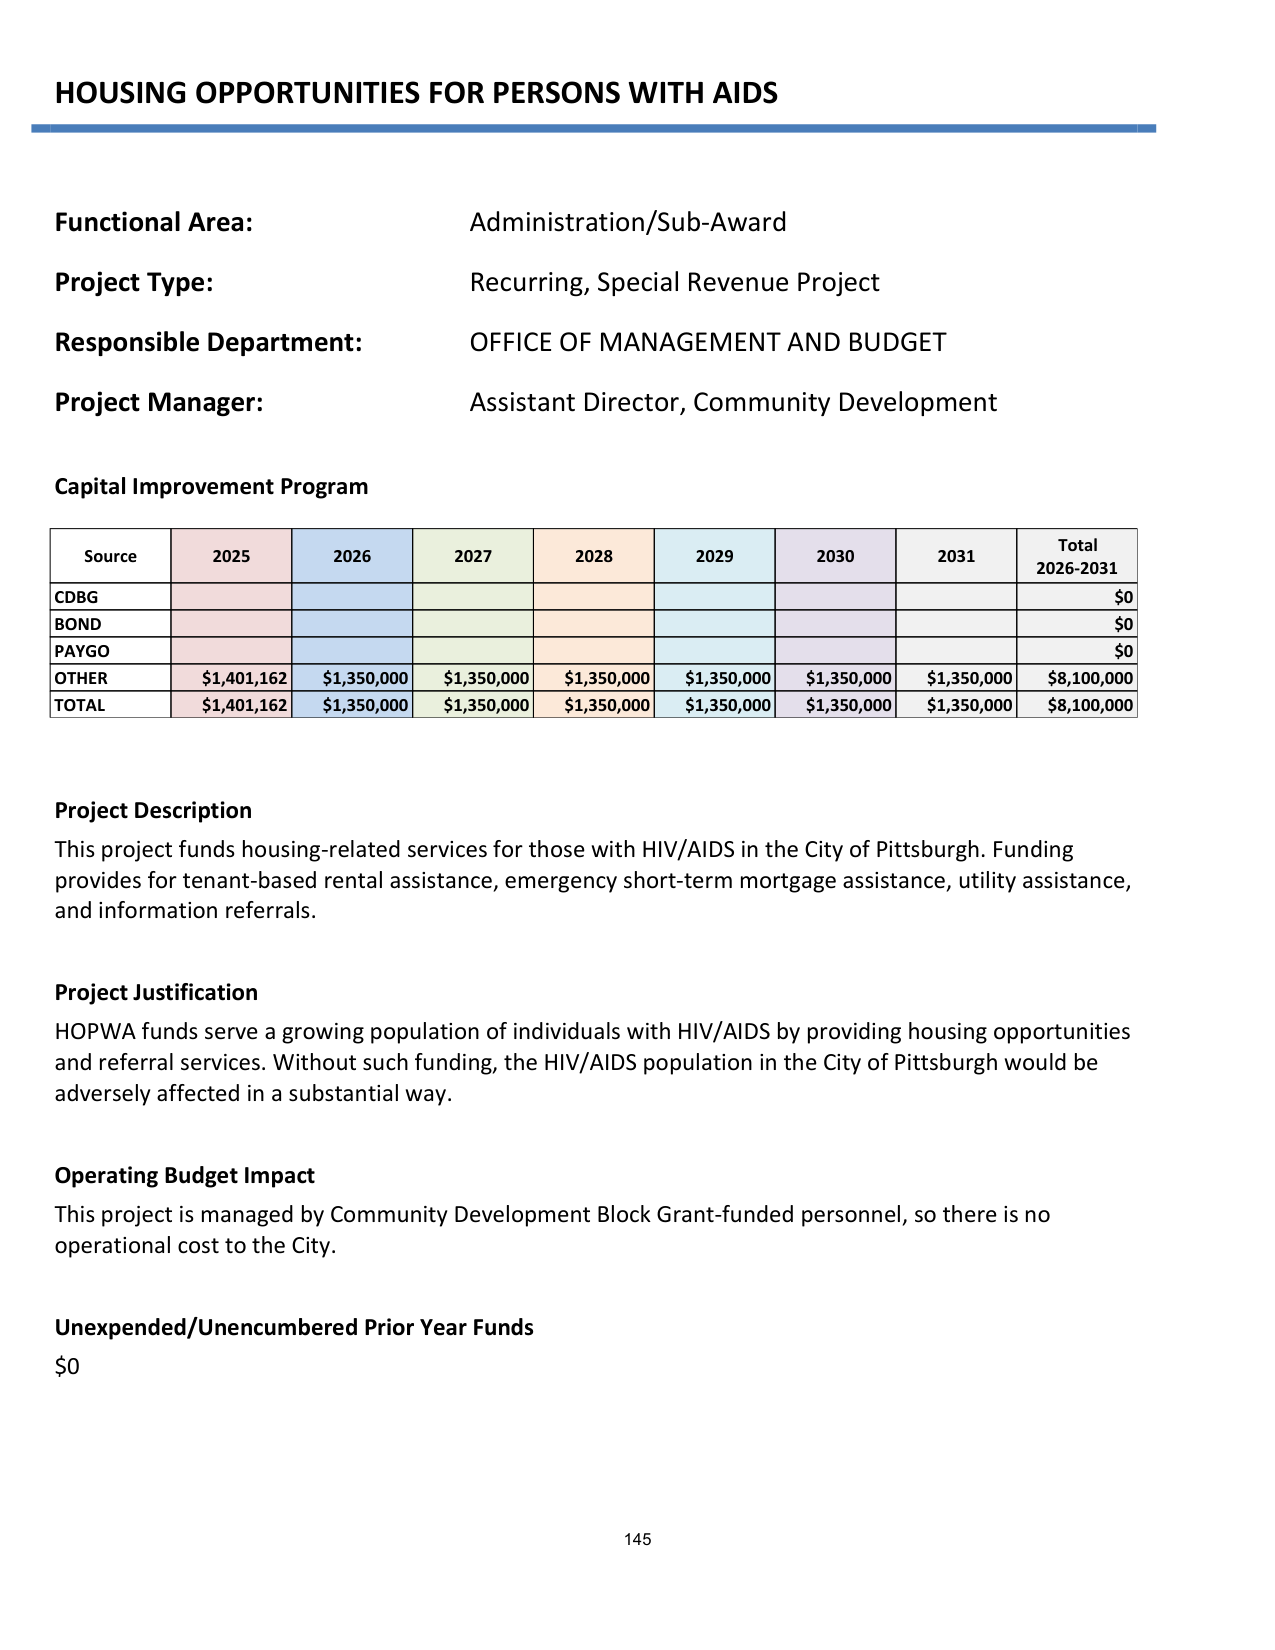 HOUSING OPPORTUNITIES FOR PERSONS WITH AIDS
Functional Area: Administration/Sub-Award
Project Type: Recurring, Special Revenue Project
Responsible Department: OFFICE OF MANAGEMENT AND BUDGET
Project Manager: Assistant Director, Community Development
Capital Improvement Program
Source 2025 2026 2027 2028 2029 2030 2031 Total 2026-2031
CDBG $0
BOND $0
PAYGO $0
OTHER $1,401,162 $1,350,000 $1,350,000 $1,350,000 $1,350,000 $1,350,000 $1,350,000 $8,100,000
TOTAL $1,401,162 $1,350,000 $1,350,000 $1,350,000 $1,350,000 $1,350,000 $1,350,000 $8,100,000
Project Description
This project funds housing-related services for those with HIV/AIDS in the City of Pittsburgh. Funding
provides for tenant-based rental assistance, emergency short-term mortgage assistance, utility assistance,
and information referrals.
Project Justification
HOPWA funds serve a growing population of individuals with HIV/AIDS by providing housing opportunities
and referral services. Without such funding, the HIV/AIDS population in the City of Pittsburgh would be
adversely affected in a substantial way.
Operating Budget Impact
This project is managed by Community Development Block Grant-funded personnel, so there is no
operational cost to the City.
Unexpended/Unencumbered Prior Year Funds
$0
145